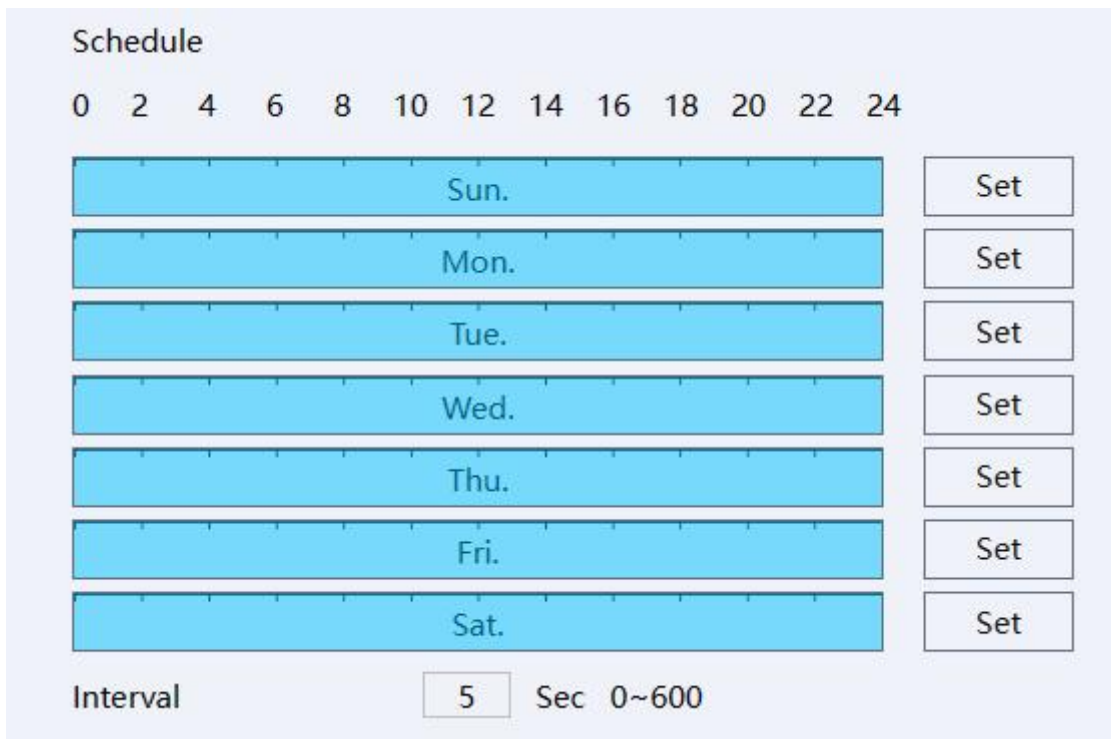 Schedule
0 2 4 6 8 10 12 14 16 18 20 22 24
Sun. Set
Mon. Set
Tue. Set
Wed. Set
Thu. Set
Fri. Set
Sat. Set
Interval 5 Sec 0~600